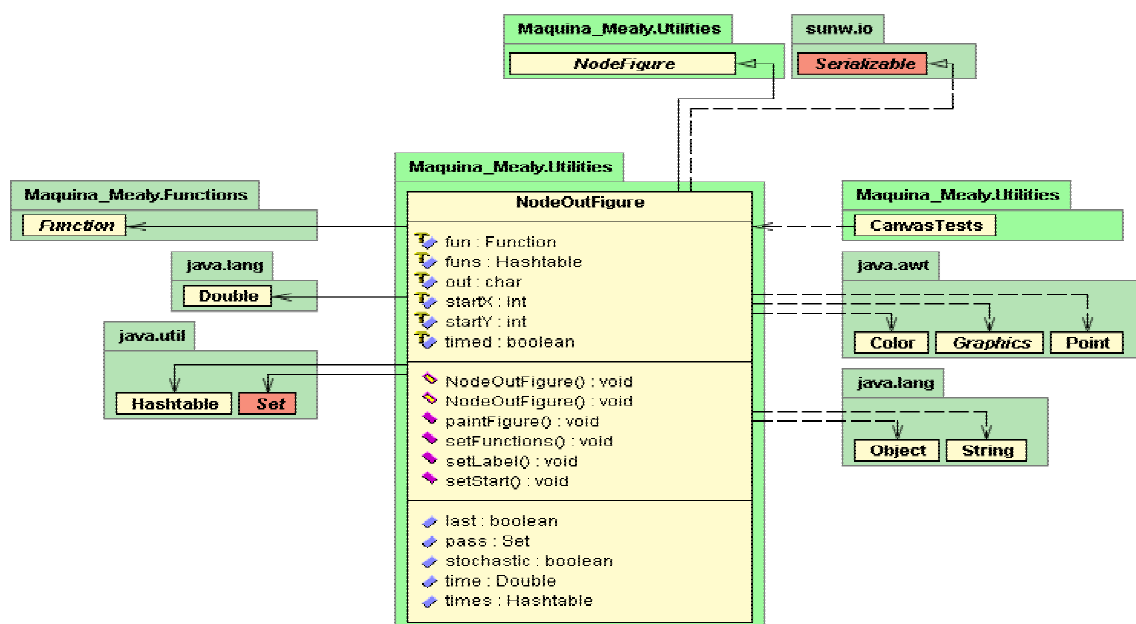 Maquina_Mealy.Utilities
NodeFigure
sunw.io
Serializable
Maquina_Mealy.Functions
Function
java.lang
Double
java.util
Hashtable
Set
Maquina_Mealy.Utilities
NodeOutFigure
fun : Function
funs : Hashtable
out : char
startX : int
startY : int
timed : boolean
NodeOutFigure() : void
NodeOutFigure() : void
paintFigure() : void
setFunctions() : void
setLabel() : void
setStart() : void
last : boolean
pass : Set
stochastic : boolean
time : Double
times : Hashtable
Maquina_Mealy.Utilities
CanvasTests
java.awt
Color
Graphics
Point
java.lang
Object
String